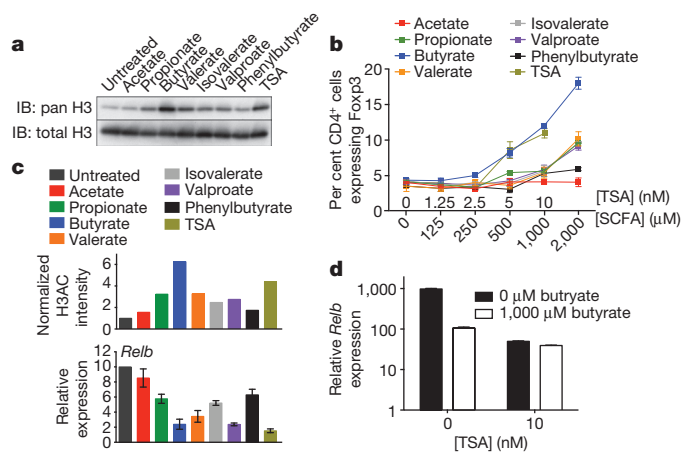 a
Untreated
Acetate
Propionate
Butyrate
Valerate
Isovalerate
Valproate
Phenylbutyrate
TSA
IB: pan H3
IB: total H3
b
Acetate
Propionate
Butyrate
Valerate
Isovalerate
Valproate
Phenylbutyrate
TSA
Per cent CD4⁺ cells
expressing Foxp3
20
15
10
5
0
0 1.25 2.5 5 10 [TSA] (nM)
0 125 250 500 1,000 2,000 [SCFA] (μM)
c
Untreated
Acetate
Propionate
Butyrate
Valerate
Isovalerate
Valproate
Phenylbutyrate
TSA
Normalized
H3AC
intensity
6
4
2
0
Relb
Relative
expression
12
10
8
6
4
2
0
d
0 μM butryate
1,000 μM butyrate
Relative Relb
expression
1,000
100
10
1
0 10
[TSA] (nM)